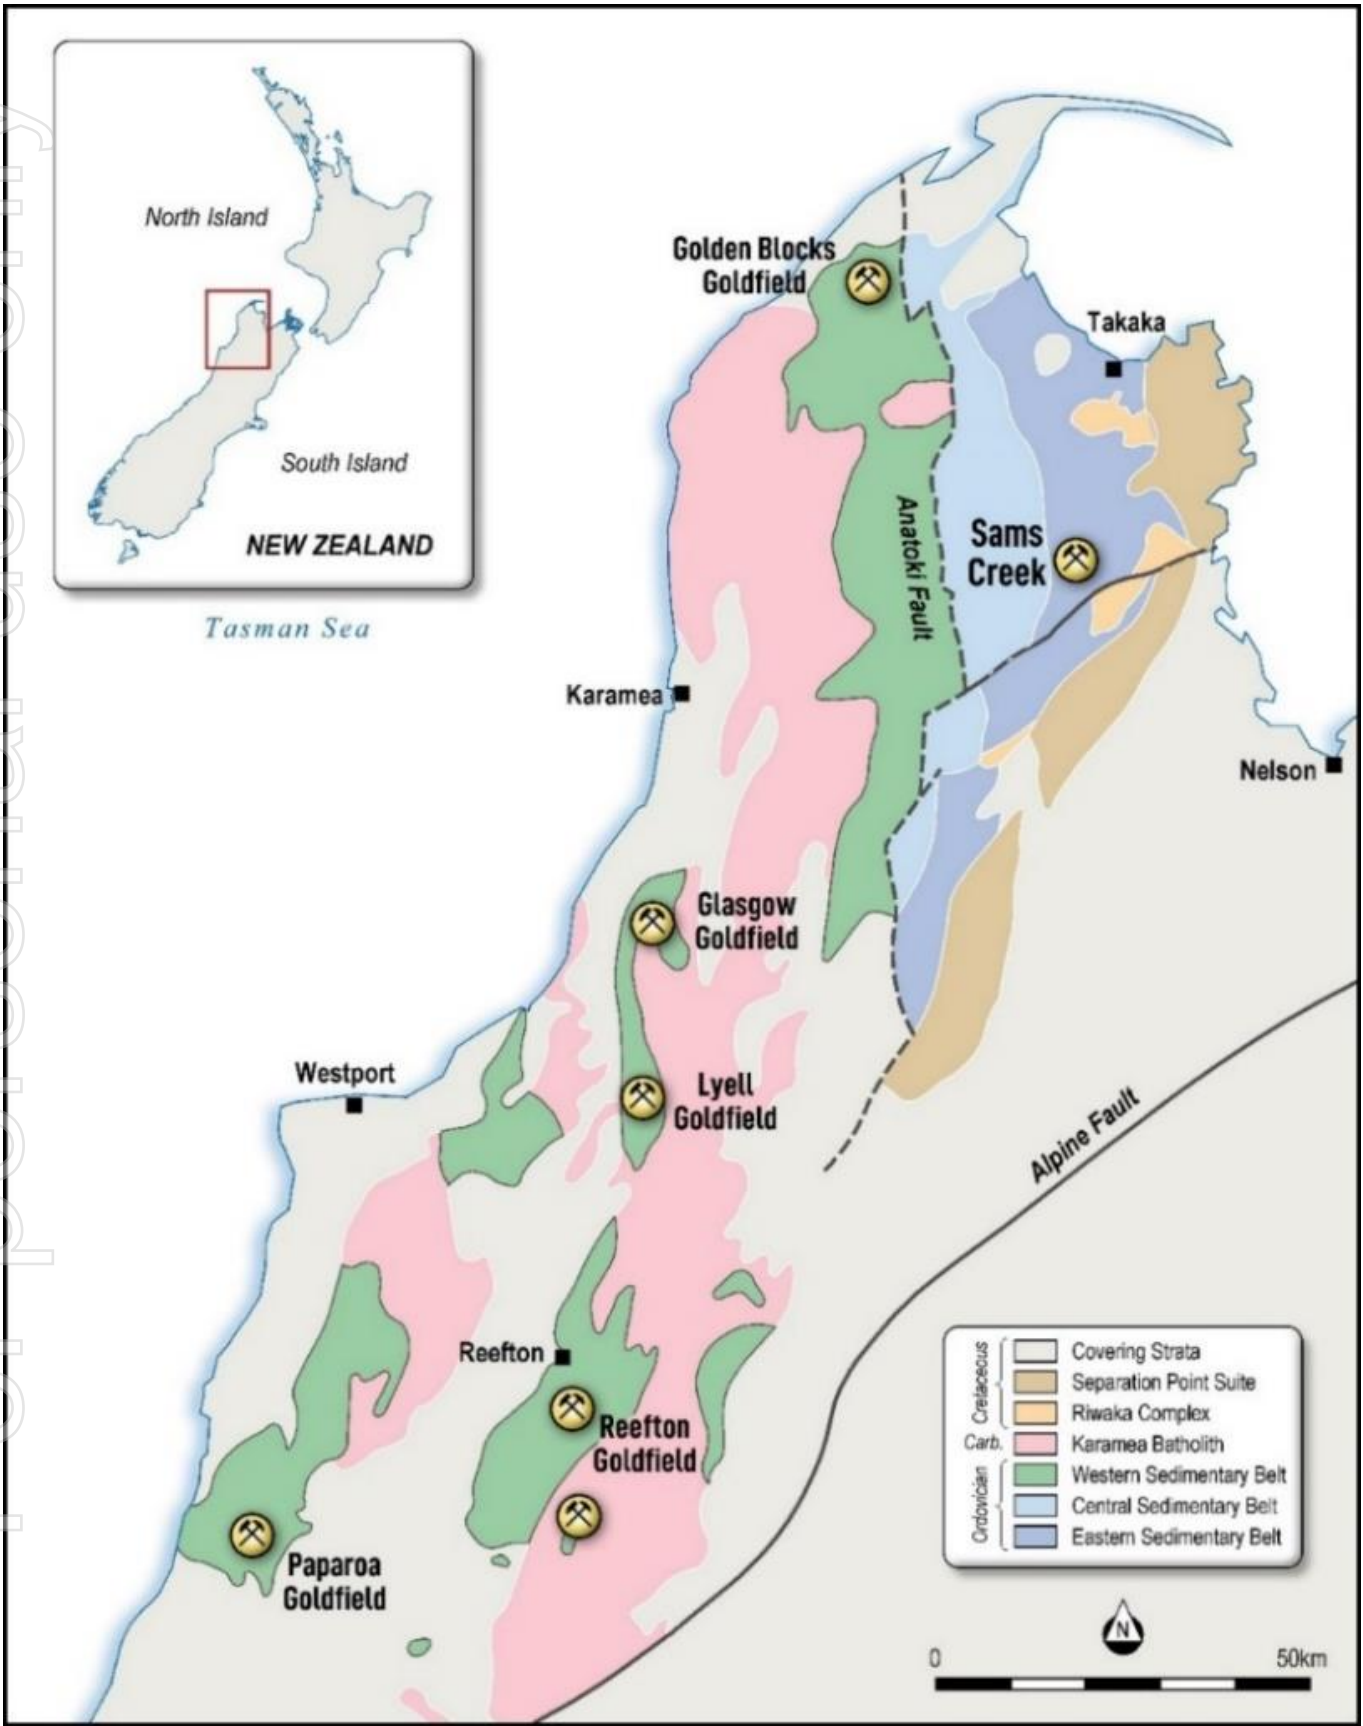 North Island
South Island
NEW ZEALAND
Tasman Sea
Golden Blocks
Goldfield
Takaka
Anatoki Fault
Sams
Creek
Karamea
Nelson
Glasgow
Goldfield
Westport
Lyell
Goldfield
Alpine Fault
Reefton
Reefton
Goldfield
Paparoa
Goldfield
Cretaceous
Covering Strata
Separation Point Suite
Riwaka Complex
Carb.
Karamea Batholith
Ordovician
Western Sedimentary Belt
Central Sedimentary Belt
Eastern Sedimentary Belt
N
0 50km